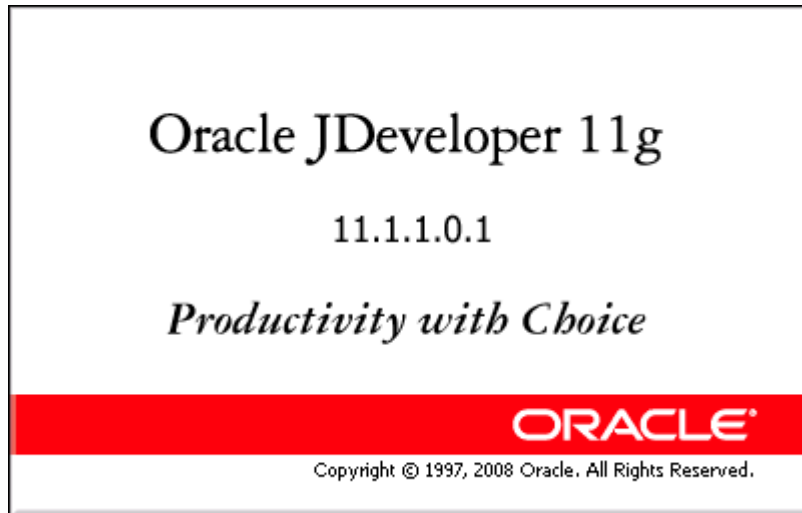 Oracle JDeveloper 11g
11.1.1.0.1
Productivity with Choice
ORACLE
Copyright © 1997, 2008 Oracle. All Rights Reserved.